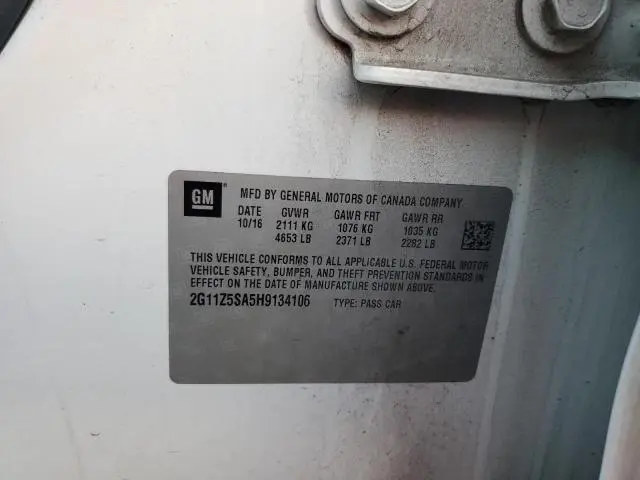 GM ® MFD BY GENERAL MOTORS OF CANADA COMPANY
DATE GVWR GAWR FRT GAWR RR
10/16 2111 KG 1076 KG 1035 KG
4653 LB 2371 LB 2282 LB
THIS VEHICLE CONFORMS TO ALL APPLICABLE U.S. FEDERAL MOTOR
VEHICLE SAFETY, BUMPER, AND THEFT PREVENTION STANDARDS IN
EFFECT ON THE DATE OF MANUFACTURE SHOWN ABOVE.
2G11Z5SA5H9134106 TYPE: PASS CAR